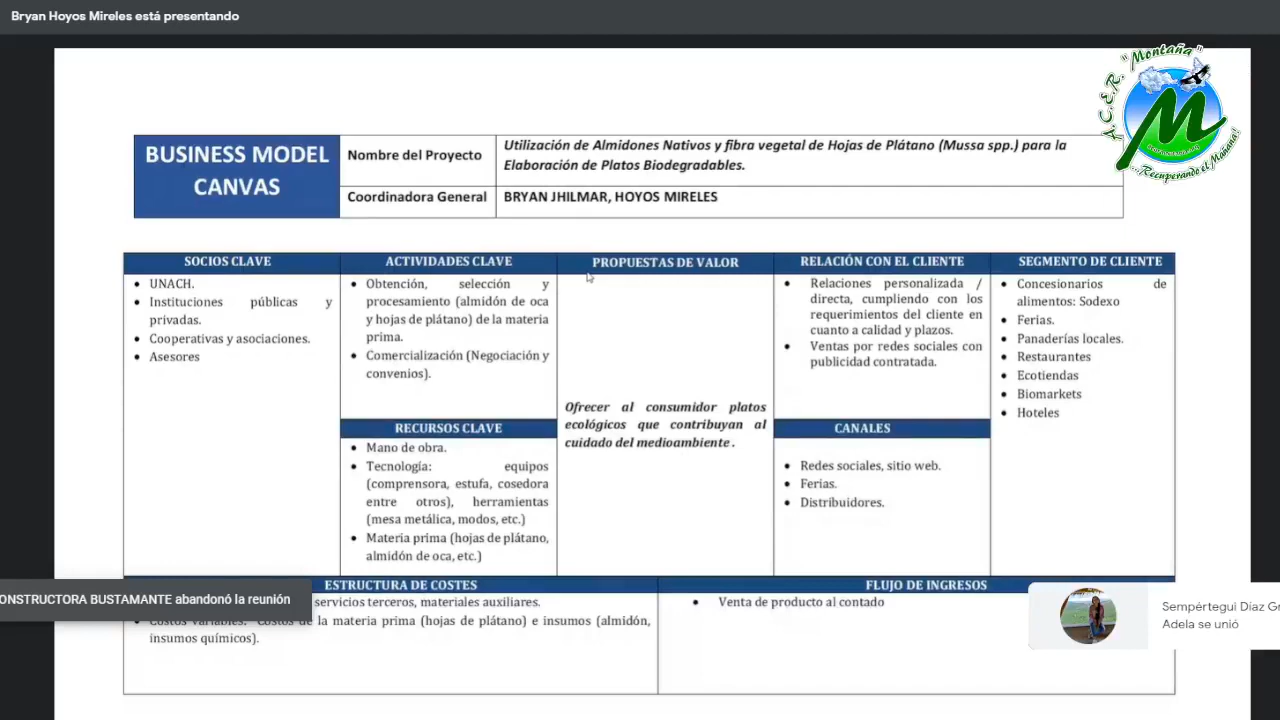 Bryan Hoyos Mireles está presentando
A.C.E.R. "Montaña"
M
...Recuperando el Mañana!
BUSINESS MODEL
CANVAS
Nombre del Proyecto
Utilización de Almidones Nativos y fibra vegetal de Hojas de Plátano (Mussa spp.) para la
Elaboración de Platos Biodegradables.
Coordinadora General
BRYAN JHILMAR, HOYOS MIRELES
SOCIOS CLAVE
• UNACH.
• Instituciones públicas y
privadas.
• Cooperativas y asociaciones.
• Asesores
ACTIVIDADES CLAVE
• Obtención, selección y
procesamiento (almidón de oca
y hojas de plátano) de la materia
prima.
• Comercialización (Negociación y
convenios).
RECURSOS CLAVE
• Mano de obra.
• Tecnología: equipos
(comprensora, estufa, cosedora
entre otros), herramientas
(mesa metálica, modos, etc.)
• Materia prima (hojas de plátano,
almidón de oca, etc.)
PROPUESTAS DE VALOR
Ofrecer al consumidor platos
ecológicos que contribuyan al
cuidado del medioambiente .
RELACIÓN CON EL CLIENTE
• Relaciones personalizada /
directa, cumpliendo con los
requerimientos del cliente en
cuanto a calidad y plazos.
• Ventas por redes sociales con
publicidad contratada.
CANALES
• Redes sociales, sitio web.
• Ferias.
• Distribuidores.
SEGMENTO DE CLIENTE
• Concesionarios de
alimentos: Sodexo
• Ferias.
• Panaderías locales.
• Restaurantes
• Ecotiendas
• Biomarkets
• Hoteles
ESTRUCTURA DE COSTES
servicios terceros, materiales auxiliares.
• Costos variables: Costos de la materia prima (hojas de plátano) e insumos (almidón,
insumos químicos).
FLUJO DE INGRESOS
• Venta de producto al contado
ONSTRUCTORA BUSTAMANTE abandonó la reunión
Sempértegui Díaz Gr
Adela se unió